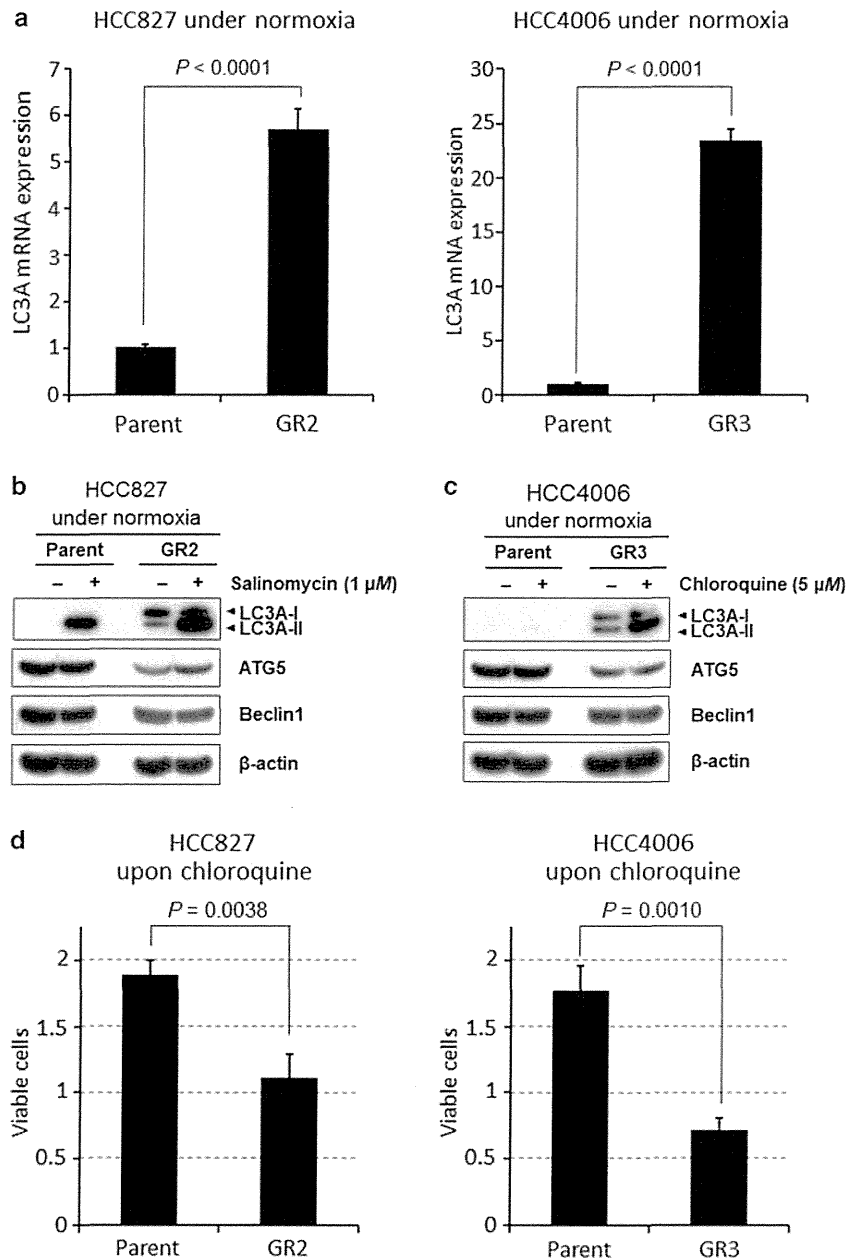 a
HCC827 under normoxia
HCC4006 under normoxia
P < 0.0001
P < 0.0001
LC3A mRNA expression
7
6
5
4
3
2
1
0
Parent
GR2
LC3A mNA expression
30
25
20
15
10
5
0
Parent
GR3
b
HCC827
under normoxia
Parent
GR2
– + – + Salinomycin (1 µM)
LC3A-I
LC3A-II
ATG5
Beclin1
β-actin
c
HCC4006
under normoxia
Parent
GR3
– + – + Chloroquine (5 µM)
LC3A-I
LC3A-II
ATG5
Beclin1
β-actin
d
HCC827
upon chloroquine
P = 0.0038
Viable cells
2
1.5
1
0.5
0
Parent
GR2
HCC4006
upon chloroquine
P = 0.0010
Viable cells
2
1.5
1
0.5
0
Parent
GR3